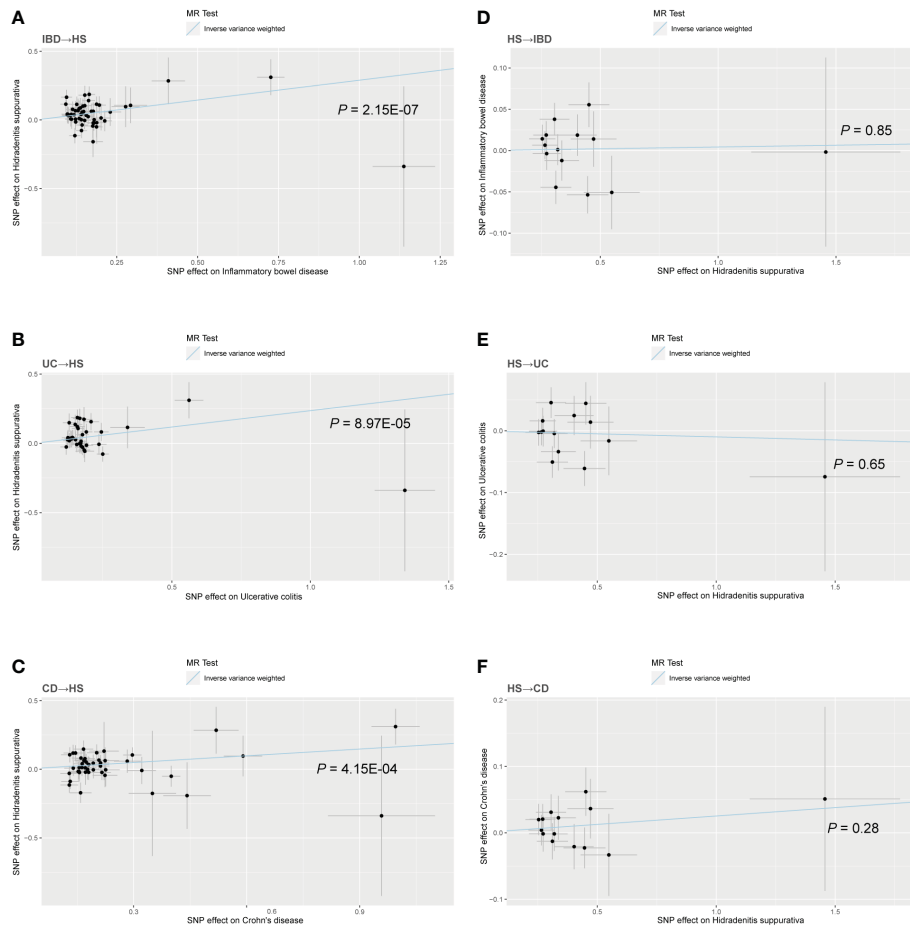 A
MR Test
Inverse variance weighted
IBD→HS
0.5
0.0
−0.5
SNP effect on Hidradenitis suppurativa
P = 2.15E-07
0.25
0.50
0.75
1.00
1.25
SNP effect on Inflammatory bowel disease
D
MR Test
Inverse variance weighted
HS→IBD
0.10
0.05
0.00
−0.05
−0.10
SNP effect on Inflammatory bowel disease
P = 0.85
0.5
1.0
1.5
SNP effect on Hidradenitis suppurativa
B
MR Test
Inverse variance weighted
UC→HS
0.5
0.0
−0.5
SNP effect on Hidradenitis suppurativa
P = 8.97E-05
0.5
1.0
1.5
SNP effect on Ulcerative colitis
E
MR Test
Inverse variance weighted
HS→UC
0.0
−0.1
−0.2
SNP effect on Ulcerative colitis
P = 0.65
0.5
1.0
1.5
SNP effect on Hidradenitis suppurativa
C
MR Test
Inverse variance weighted
CD→HS
0.5
0.0
−0.5
SNP effect on Hidradenitis suppurativa
P = 4.15E-04
0.3
0.6
0.9
SNP effect on Crohn's disease
F
MR Test
Inverse variance weighted
HS→CD
0.2
0.1
0.0
−0.1
SNP effect on Crohn's disease
P = 0.28
0.5
1.0
1.5
SNP effect on Hidradenitis suppurativa